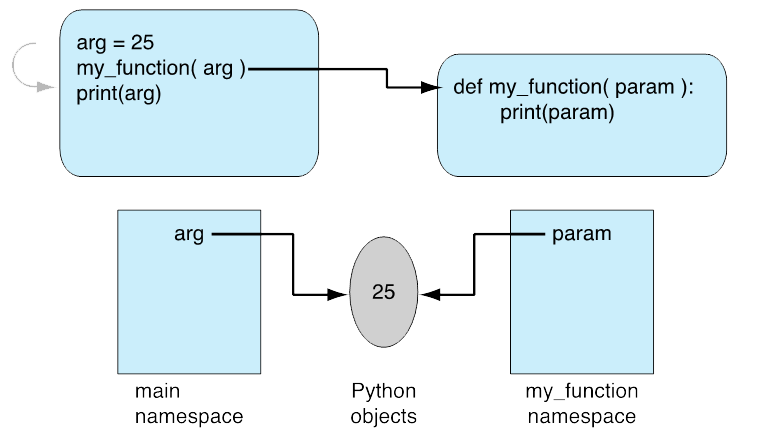 arg = 25
my_function( arg )
print(arg)
def my_function( param ):
print(param)
arg
25
param
main
namespace
Python
objects
my_function
namespace